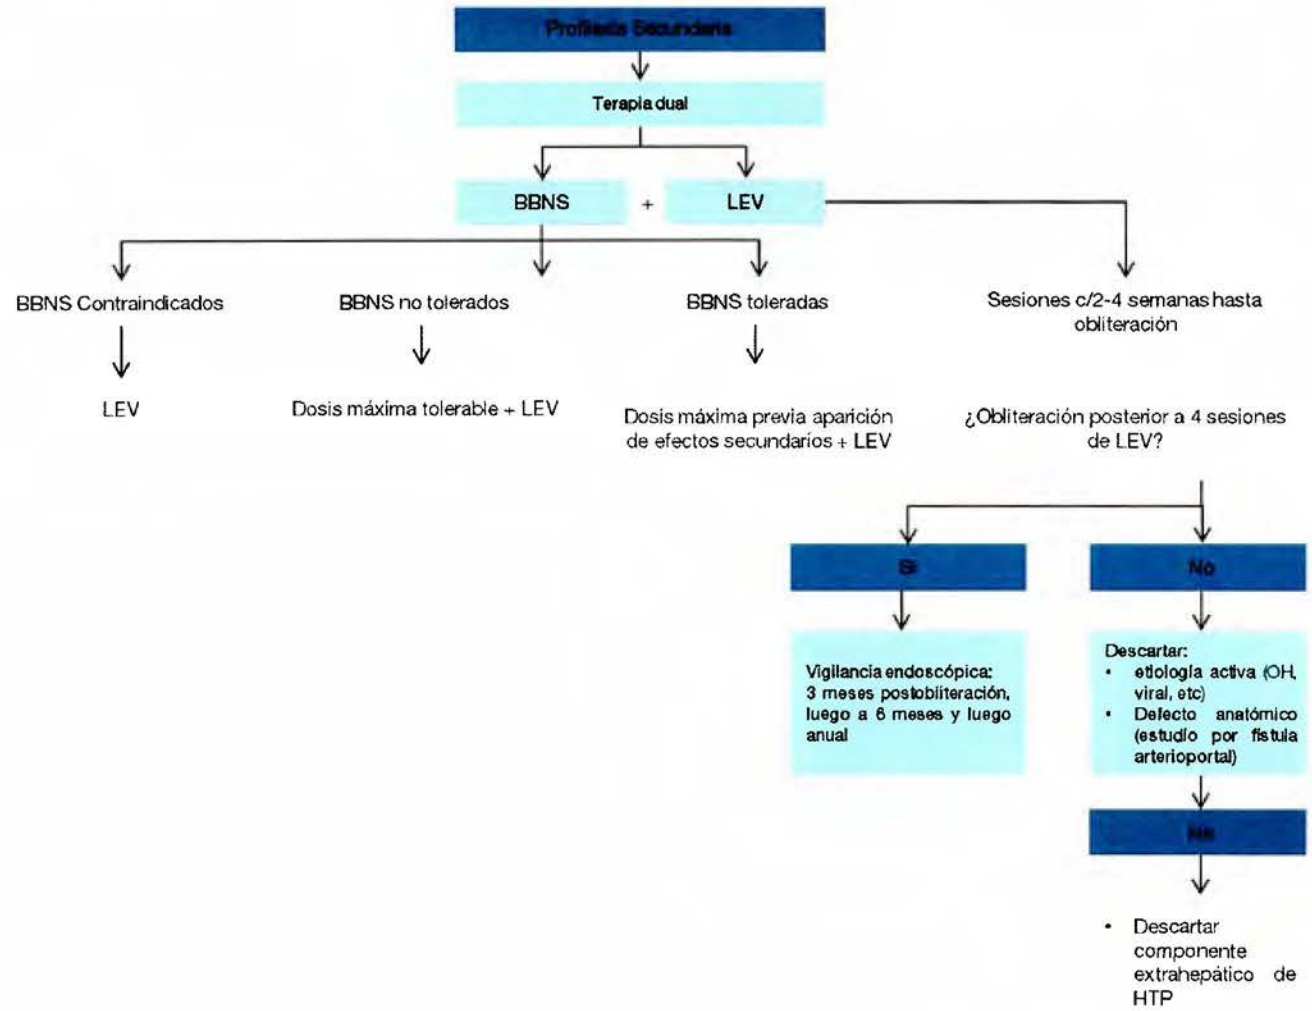 Profilaxis Secundaria
Terapia dual
BBNS
+
LEV
BBNS Contraindicados
BBNS no tolerados
BBNS toleradas
Sesiones c/2-4 semanas hasta
obliteración
LEV
Dosis máxima tolerable + LEV
Dosis máxima previa aparición
de efectos secundarios + LEV
¿Obliteración posterior a 4 sesiones
de LEV?
Si
No
Vigilancia endoscópica:
3 meses postobliteración,
luego a 6 meses y luego
anual
Descartar:
• etiología activa (OH,
viral, etc)
• Defecto anatómico
(estudio por fístula
arterioportal)
No
• Descartar
componente
extrahepático de
HTP